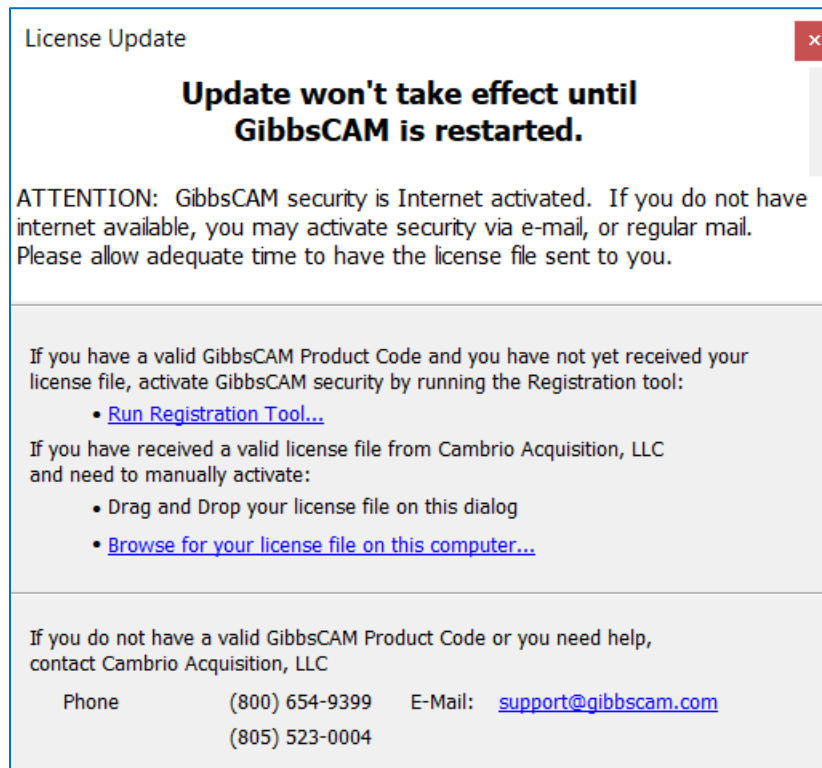 License Update
Update won't take effect until
GibbsCAM is restarted.
ATTENTION:  GibbsCAM security is Internet activated.  If you do not have
internet available, you may activate security via e-mail, or regular mail.
Please allow adequate time to have the license file sent to you.
If you have a valid GibbsCAM Product Code and you have not yet received your
license file, activate GibbsCAM security by running the Registration tool:
• Run Registration Tool...
If you have received a valid license file from Cambrio Acquisition, LLC
and need to manually activate:
• Drag and Drop your license file on this dialog
• Browse for your license file on this computer...
If you do not have a valid GibbsCAM Product Code or you need help,
contact Cambrio Acquisition, LLC
Phone (800) 654-9399 E-Mail: support@gibbscam.com
(805) 523-0004